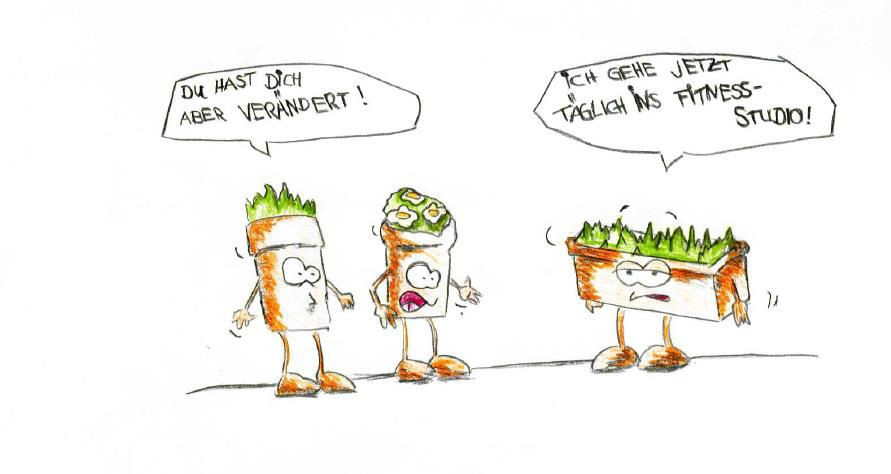 DU HAST DICH
ABER VERÄNDERT!
ICH GEHE JETZT
TÄGLICH INS FITNESS-
STUDIO!